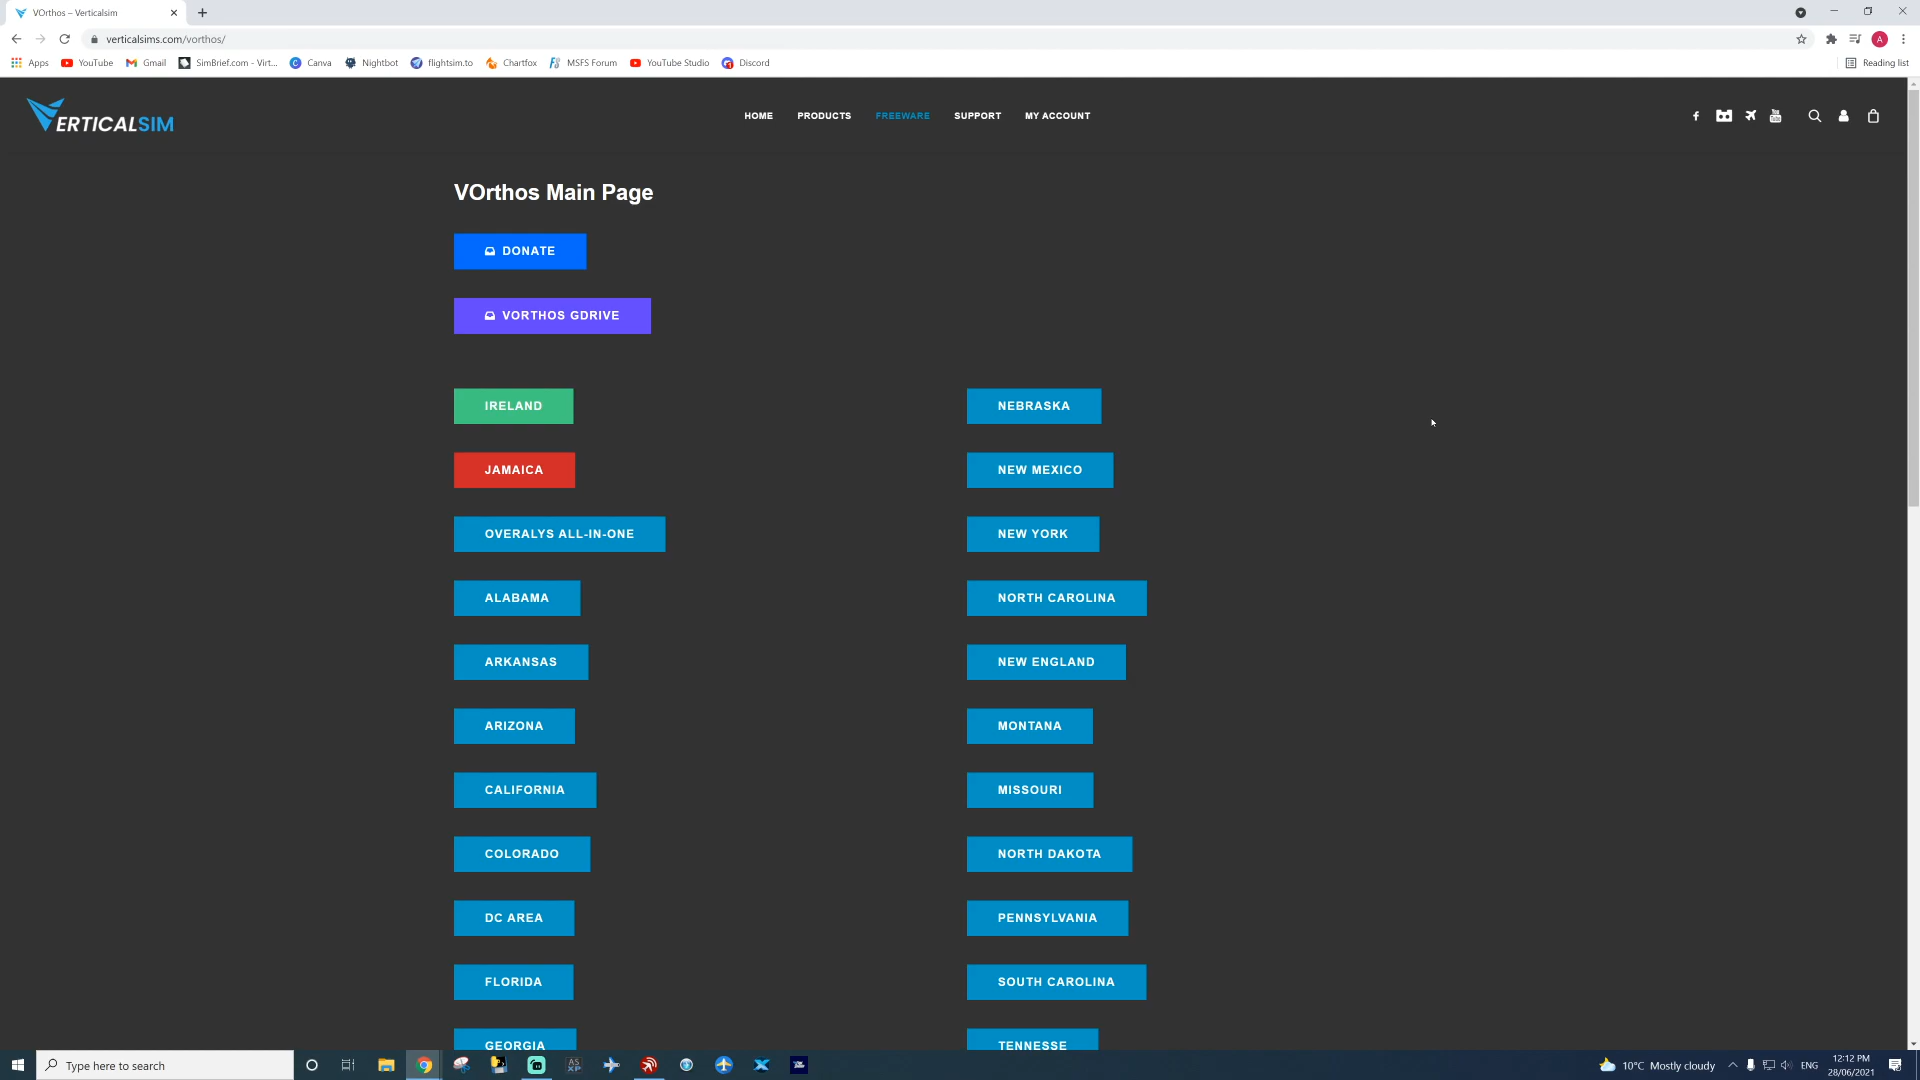 VOrthos – Verticalsim
verticalsims.com/vorthos/
Apps
YouTube
Gmail
SimBrief.com - Virt...
Canva
Nightbot
flightsim.to
Chartfox
MSFS Forum
YouTube Studio
Discord
Reading list
A
ERTICALSIM
HOME
PRODUCTS
FREEWARE
SUPPORT
MY ACCOUNT
VOrthos Main Page
DONATE
VORTHOS GDRIVE
IRELAND
JAMAICA
OVERALYS ALL-IN-ONE
ALABAMA
ARKANSAS
ARIZONA
CALIFORNIA
COLORADO
DC AREA
FLORIDA
GEORGIA
NEBRASKA
NEW MEXICO
NEW YORK
NORTH CAROLINA
NEW ENGLAND
MONTANA
MISSOURI
NORTH DAKOTA
PENNSYLVANIA
SOUTH CAROLINA
TENNESSE
Type here to search
10°C Mostly cloudy
ENG
12:12 PM
28/06/2021